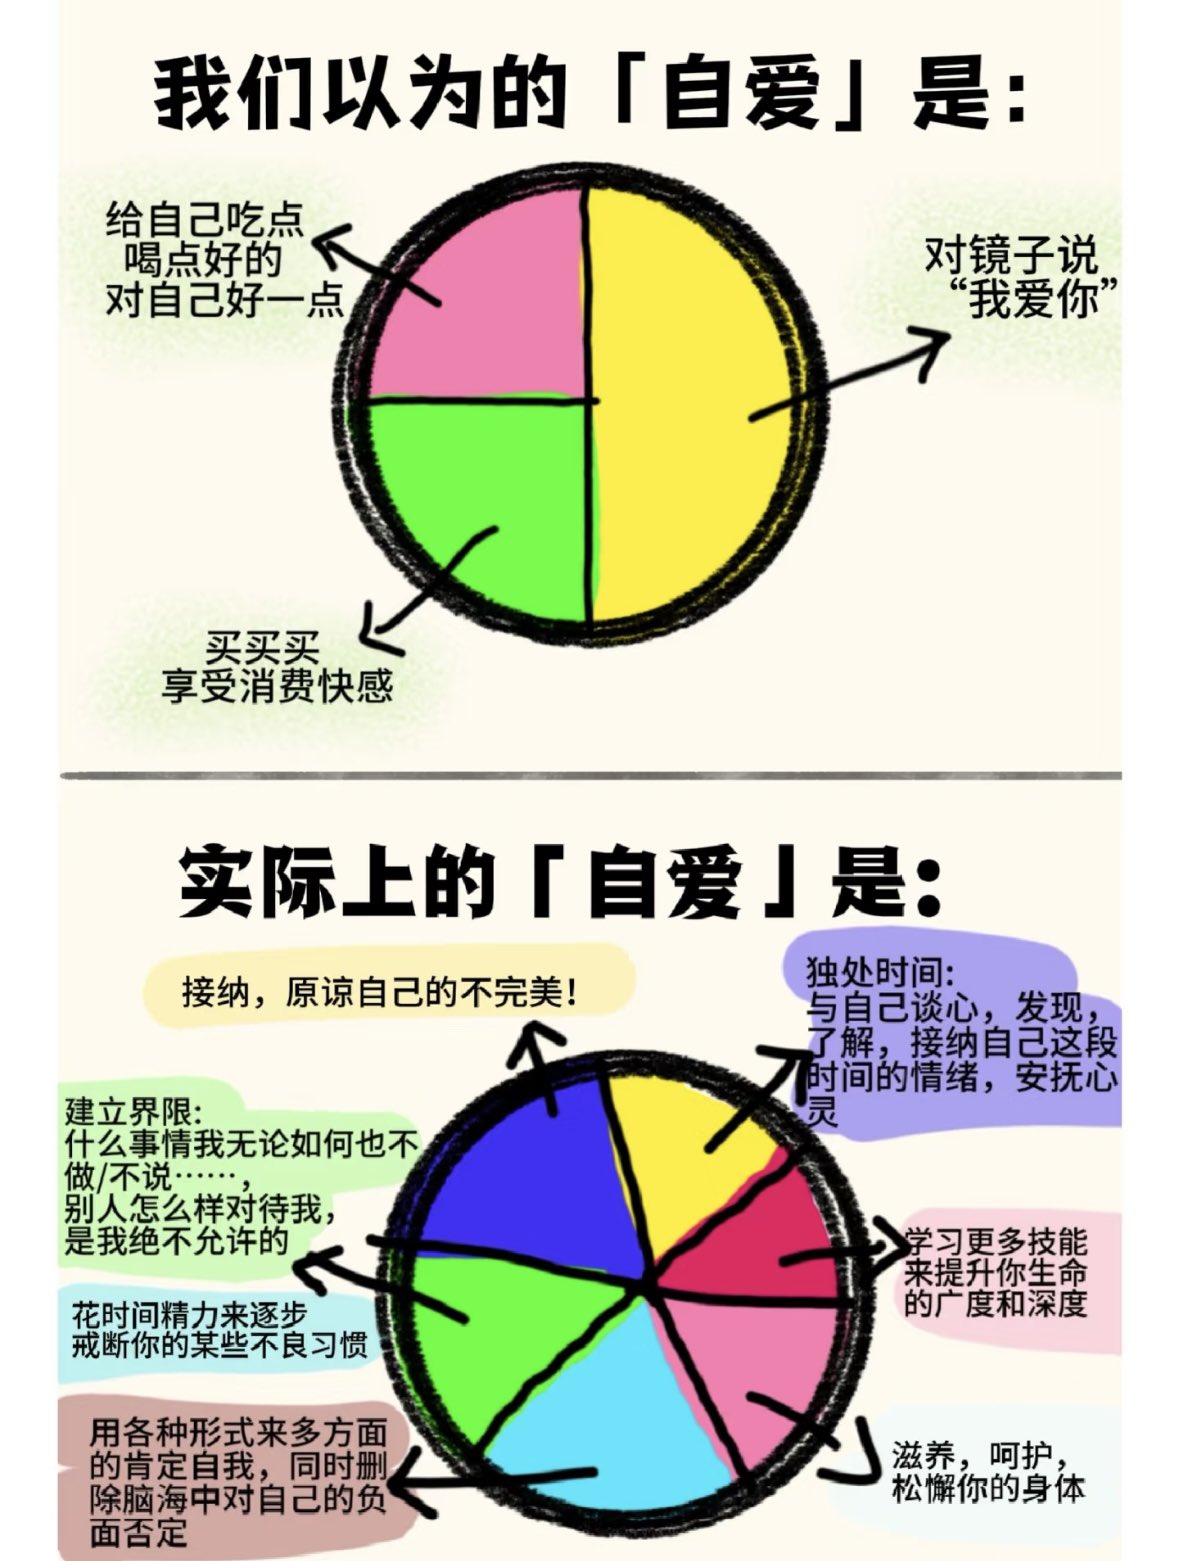 我们以为的「自爱」是：
给自己吃点
喝点好的
对自己好一点
对镜子说
“我爱你”
买买买
享受消费快感
实际上的「自爱」是：
接纳，原谅自己的不完美！
独处时间：
与自己谈心，发现，
了解，接纳自己这段
时间的情绪，安抚心
灵
建立界限：
什么事情我无论如何也不
做/不说……，
别人怎么样对待我，
是我绝不允许的
学习更多技能
来提升你生命
的广度和深度
花时间精力来逐步
戒断你的某些不良习惯
用各种形式来多方面
的肯定自我，同时删
除脑海中对自己的负
面否定
滋养，呵护，
松懈你的身体